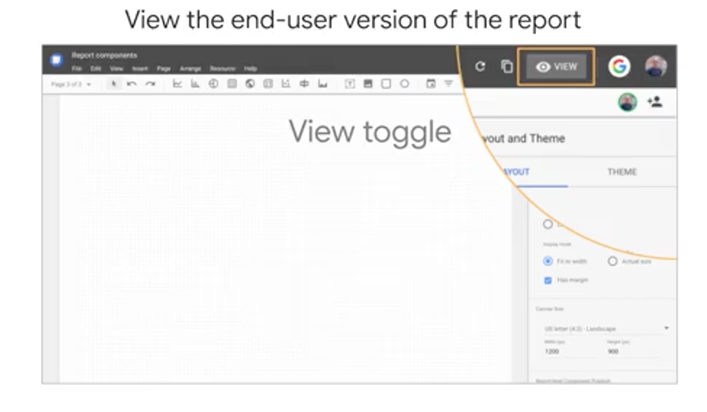 View the end-user version of the report
Report components
File Edit View Insert Page Arrange Resource Help
VIEW
Page 3 of 3
View toggle
yout and Theme
AYOUT THEME
Display Mode
Fit to width Actual size
Has margin
Canvas Size
US letter (4:3) - Landscape
Width (px) Height (px)
1200 900